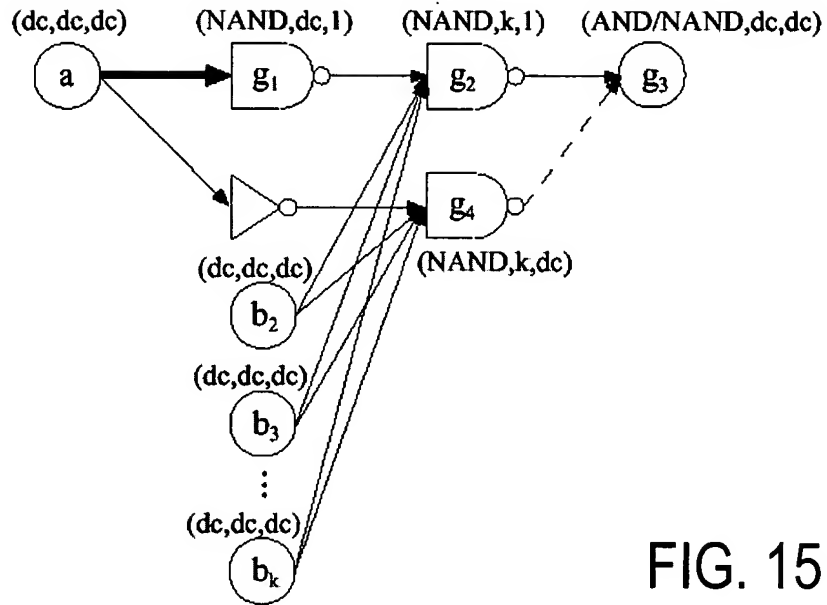 (dc,dc,dc) (NAND,dc,1) (NAND,k,1) (AND/NAND,dc,dc)
a g₁ g₂ g₃
g₄
(dc,dc,dc) (NAND,k,dc)
b₂
(dc,dc,dc)
b₃
(dc,dc,dc)
bₖ
FIG. 15